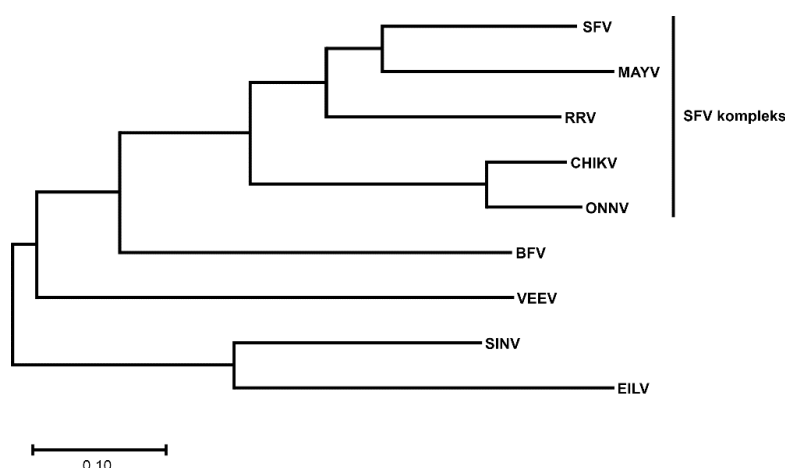 SFV
MAYV
RRV
SFV kompleks
CHIKV
ONNV
BFV
VEEV
SINV
EILV
0.10